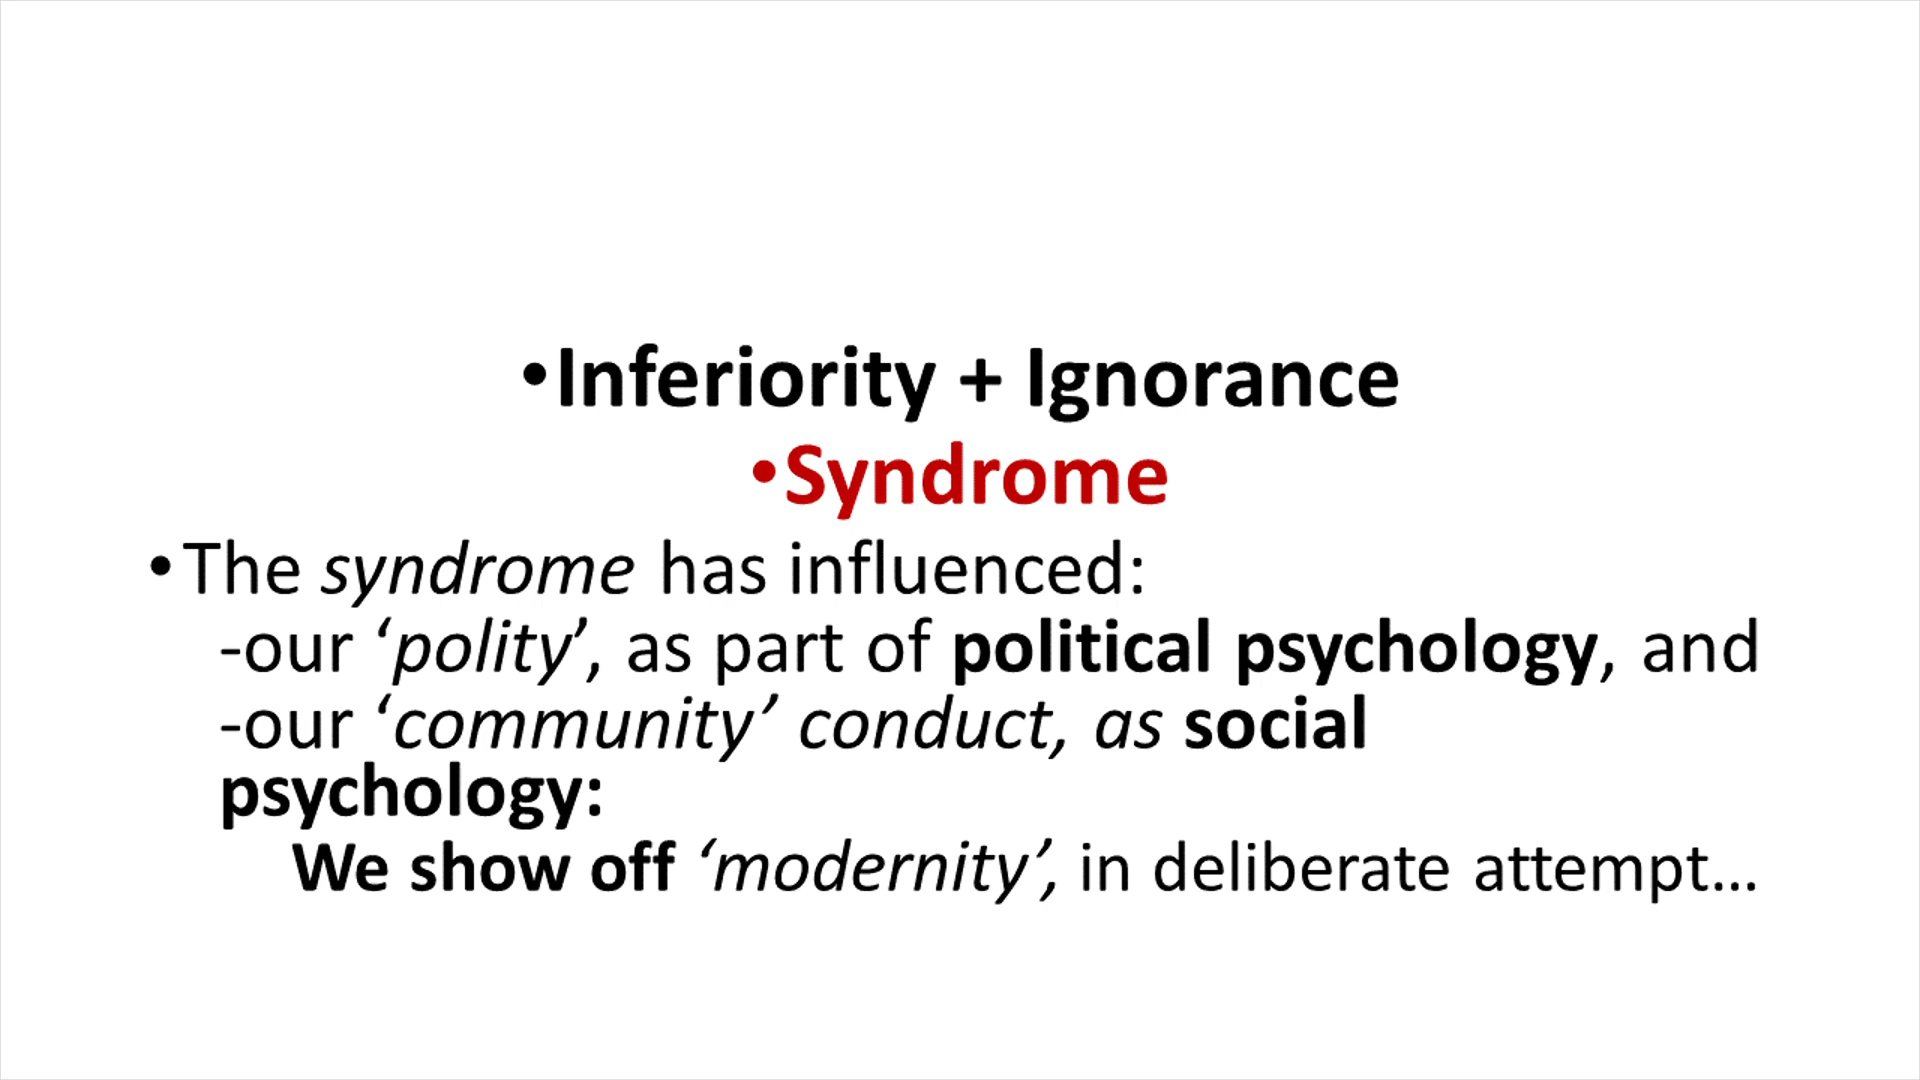 •Inferiority + Ignorance
•Syndrome
•The syndrome has influenced:
-our ‘polity’, as part of political psychology, and
-our ‘community’ conduct, as social
psychology:
We show off ‘modernity’, in deliberate attempt…